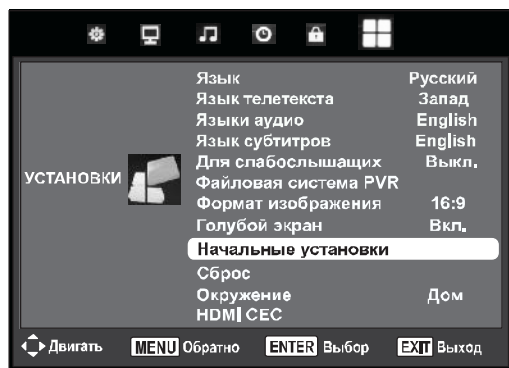 Язык Русский
Язык телетекста Запад
Языки аудио English
Язык субтитров English
Для слабослышащих Выкл.
УСТАНОВКИ
Файловая система PVR
Формат изображения 16:9
Голубой экран Вкл.
Начальные установки
Сброс
Окружение Дом
HDMI CEC
Двигать MENU Обратно ENTER Выбор EXIT Выход